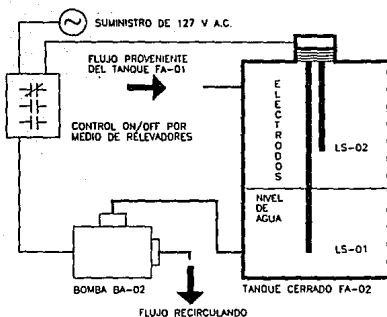 SUMINISTRO DE 127 V A.C.
FLUJO PROVENIENTE
DEL TANQUE FA-01
CONTROL ON/OFF POR
MEDIO DE RELEVADORES
ELECTRODOS
LS-02
NIVEL
DE
AGUA
LS-01
BOMBA BA-02
TANQUE CERRADO FA-02
FLUJO RECIRCULANDO